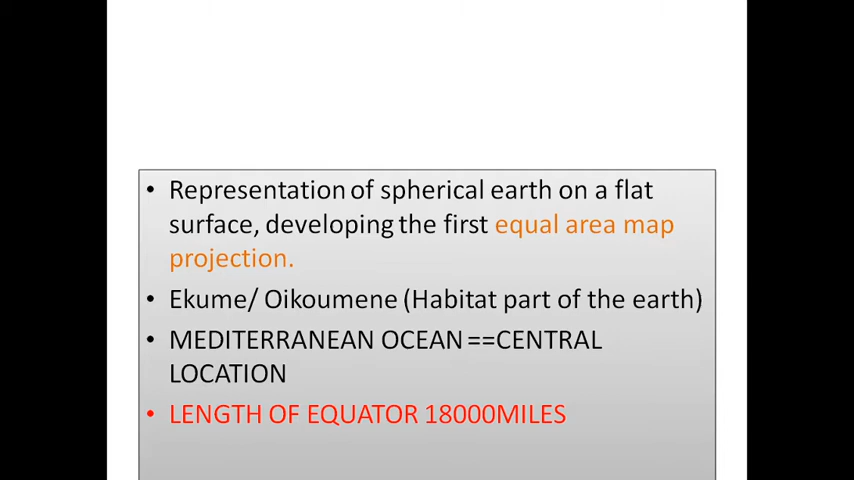 • Representation of spherical earth on a flat
surface, developing the first equal area map
projection.
• Ekume/ Oikoumene (Habitat part of the earth)
• MEDITERRANEAN OCEAN ==CENTRAL
LOCATION
• LENGTH OF EQUATOR 18000MILES